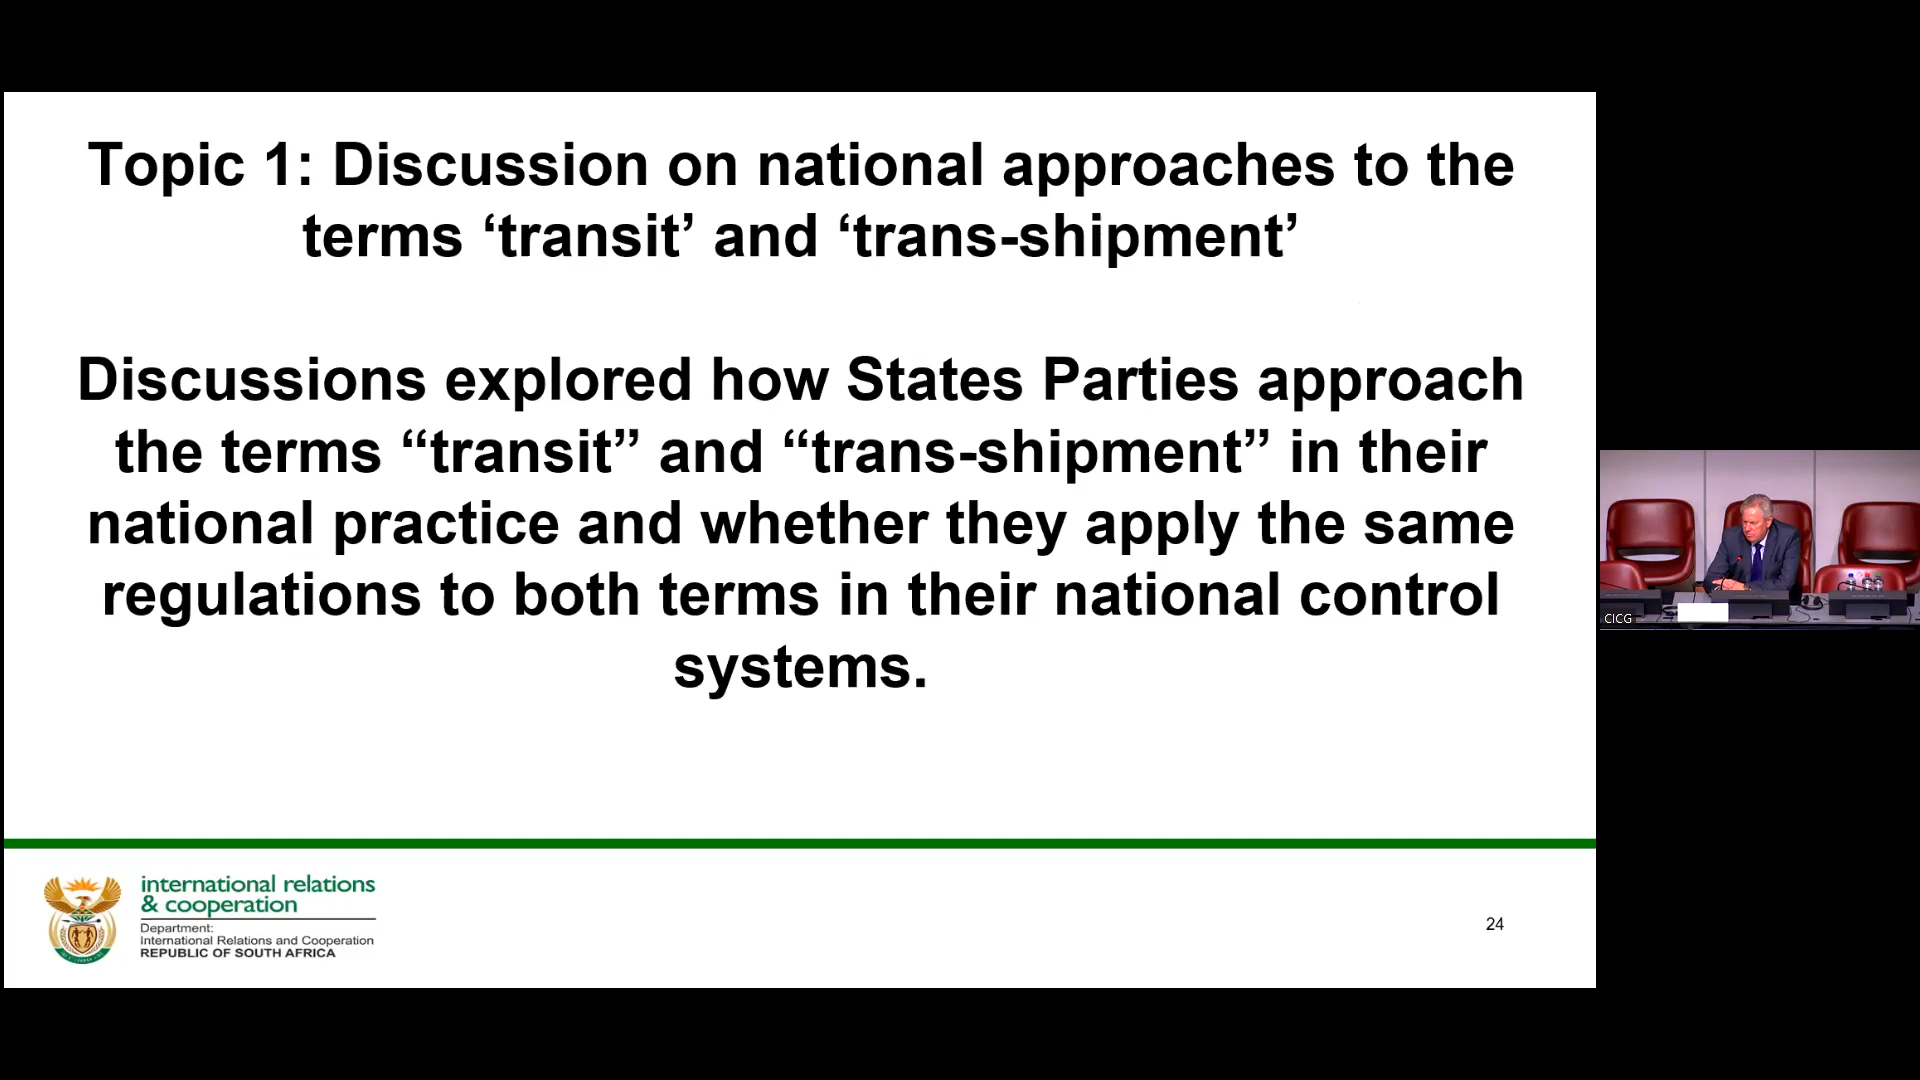 Topic 1: Discussion on national approaches to the
terms ‘transit’ and ‘trans-shipment’
Discussions explored how States Parties approach
the terms “transit” and “trans-shipment” in their
national practice and whether they apply the same
regulations to both terms in their national control
systems.
international relations
& cooperation
Department:
International Relations and Cooperation
REPUBLIC OF SOUTH AFRICA
24
CICG